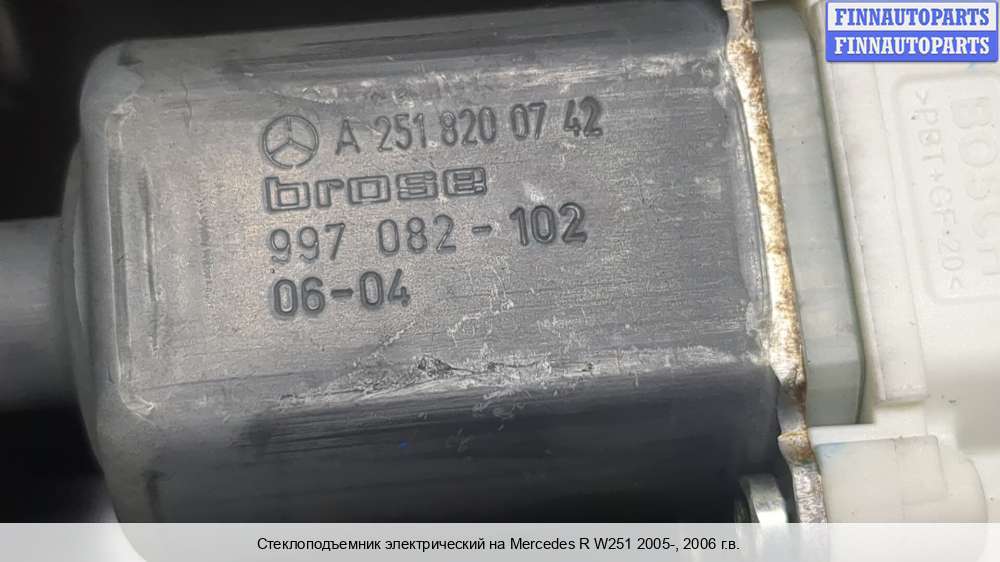 FINNAUTOPARTS
FINNAUTOPARTS
A 251 820 07 42
brose
997 082-102
06-04
BOSCH
>PBT+GF20<
Стеклоподъемник электрический на Mercedes R W251 2005-, 2006 г.в.